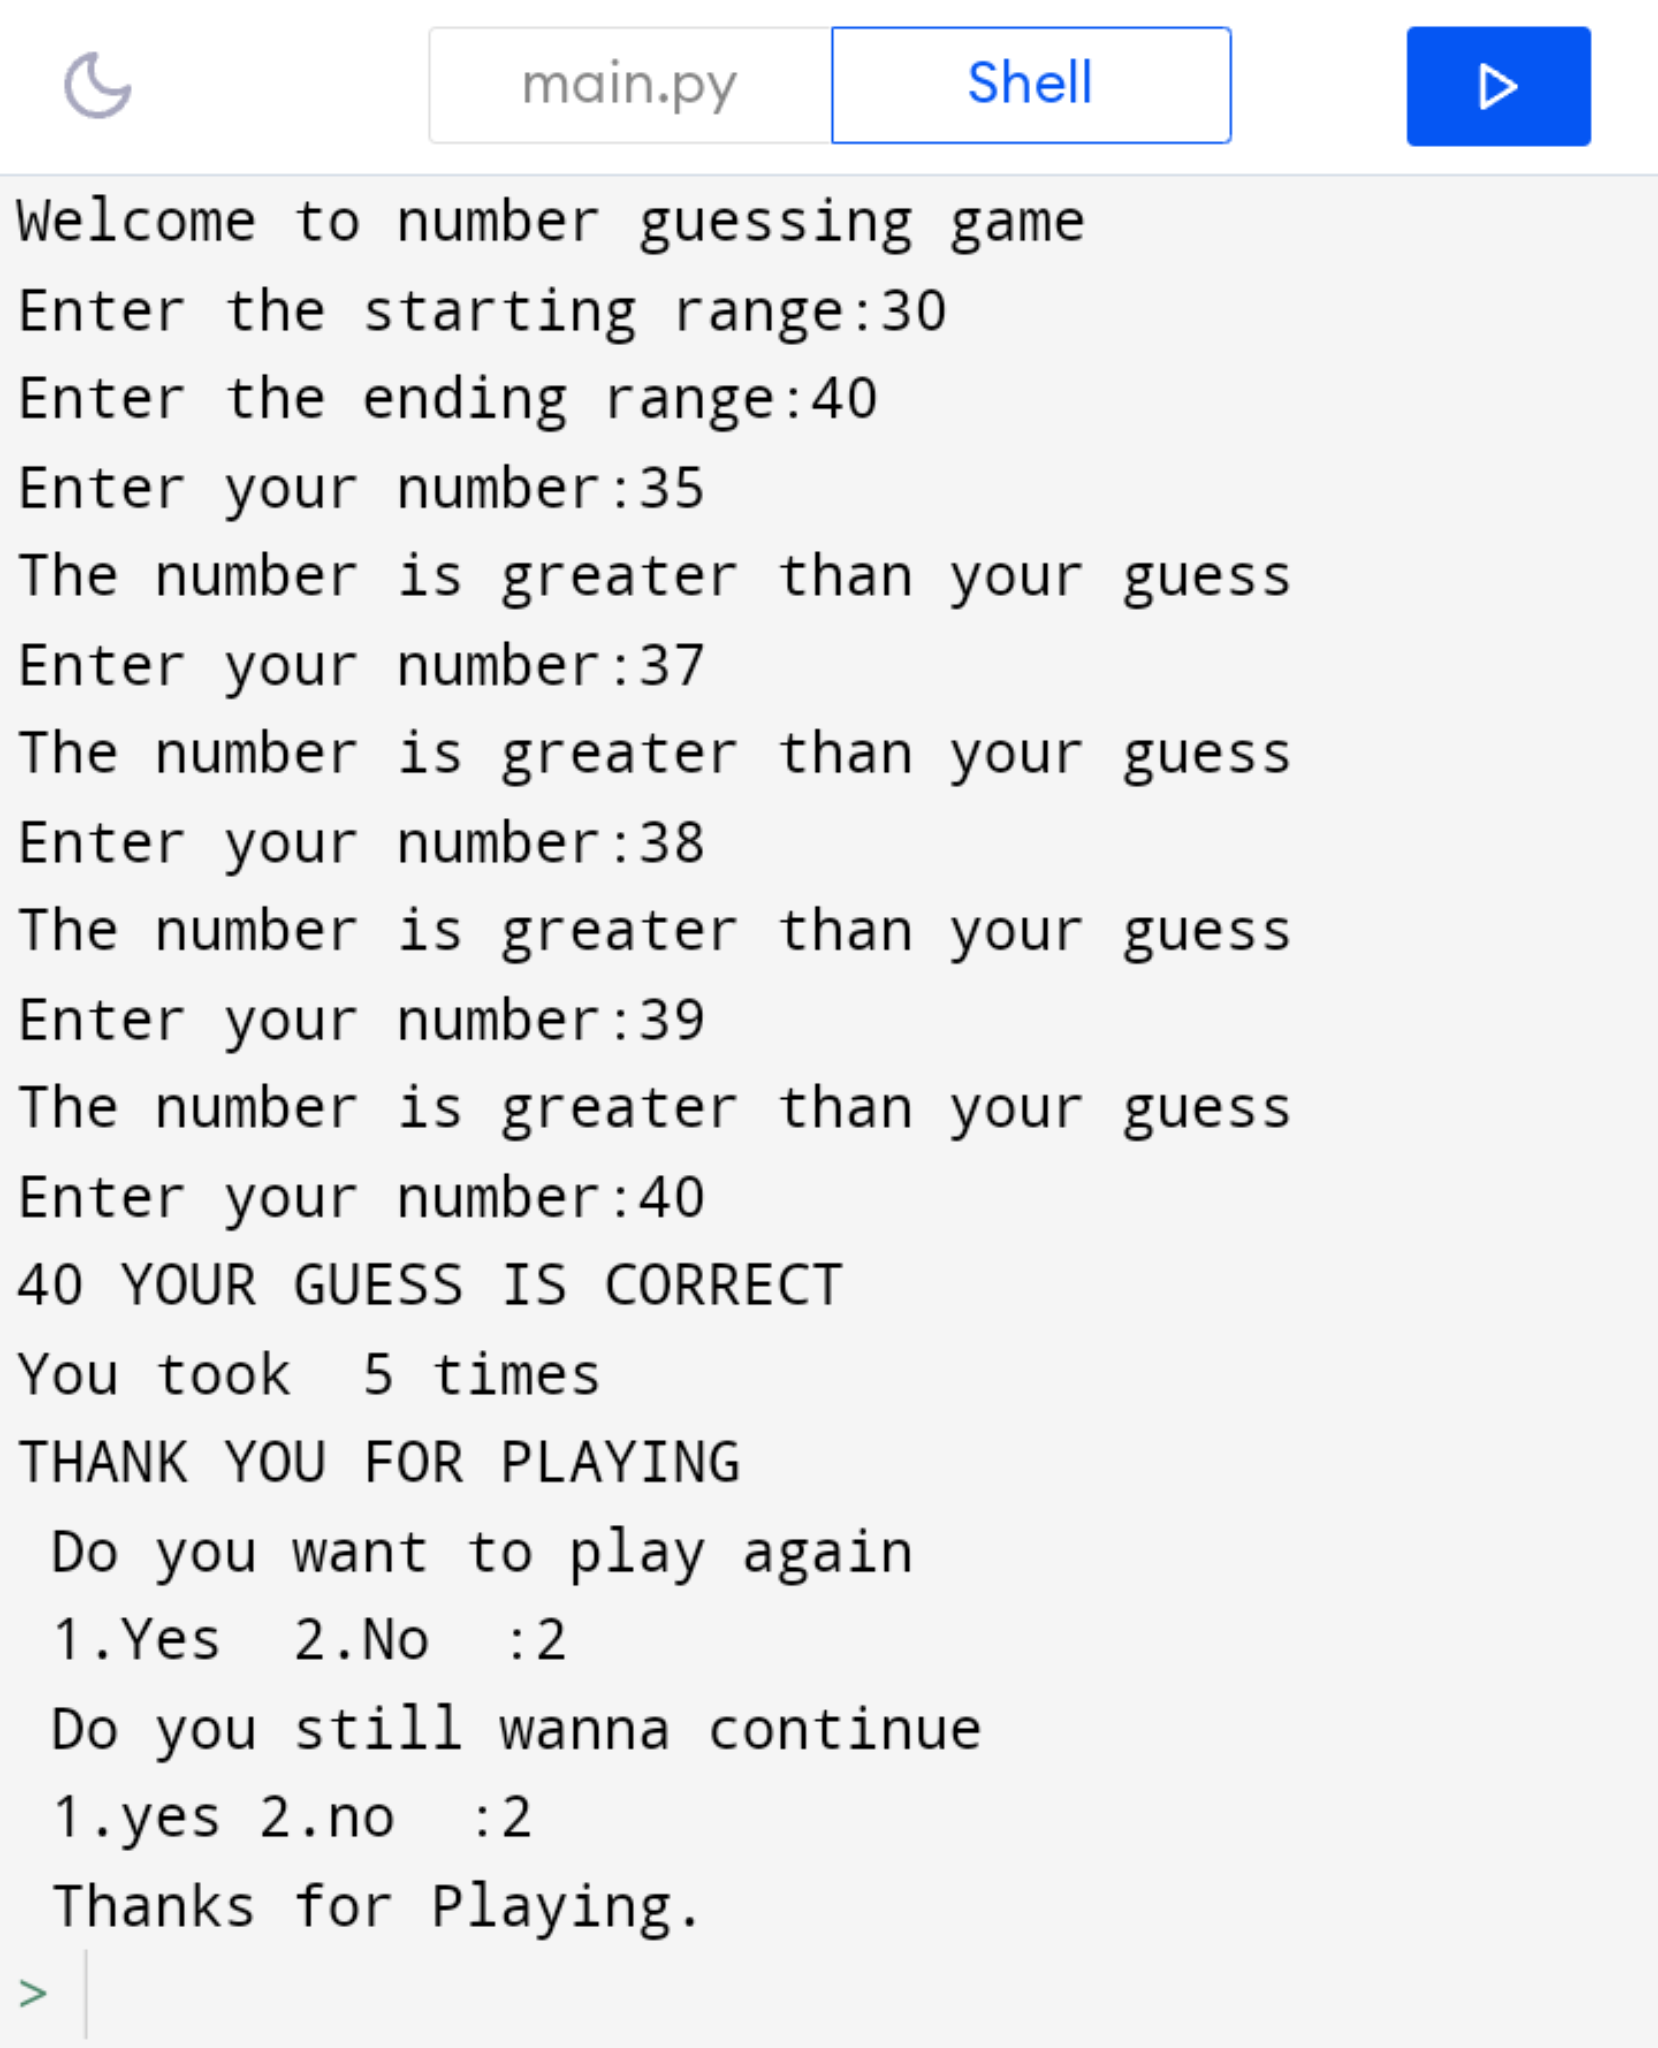 main.py Shell
Welcome to number guessing game
Enter the starting range:30
Enter the ending range:40
Enter your number:35
The number is greater than your guess
Enter your number:37
The number is greater than your guess
Enter your number:38
The number is greater than your guess
Enter your number:39
The number is greater than your guess
Enter your number:40
40 YOUR GUESS IS CORRECT
You took  5 times
THANK YOU FOR PLAYING
 Do you want to play again
 1.Yes  2.No  :2
 Do you still wanna continue
 1.yes 2.no  :2
 Thanks for Playing.
>